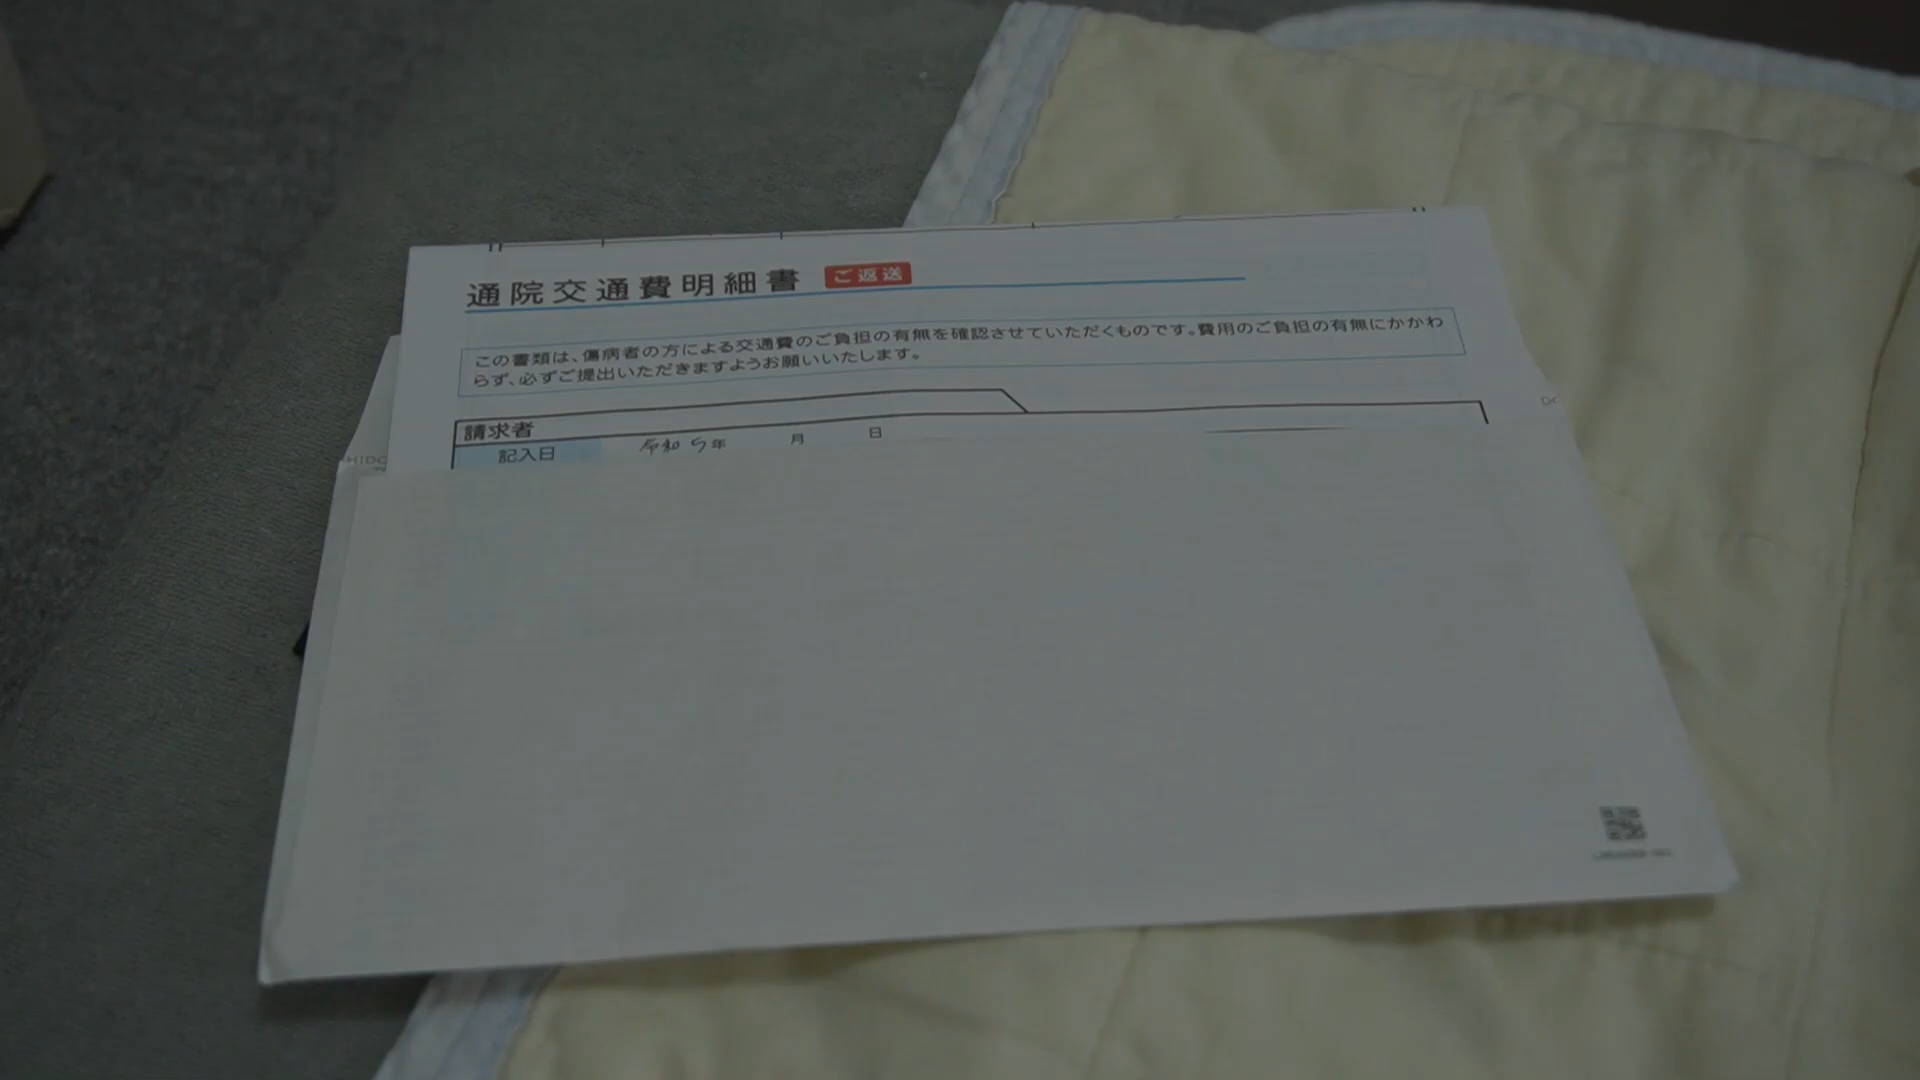 通院交通費明細書 ご返送
この書類は、傷病者の方による交通費のご負担の有無を確認させていただくものです。費用のご負担の有無にかかわ
らず、必ずご提出いただきますようお願いいたします。
請求者
記入日 令和5年 月 日
HIDO